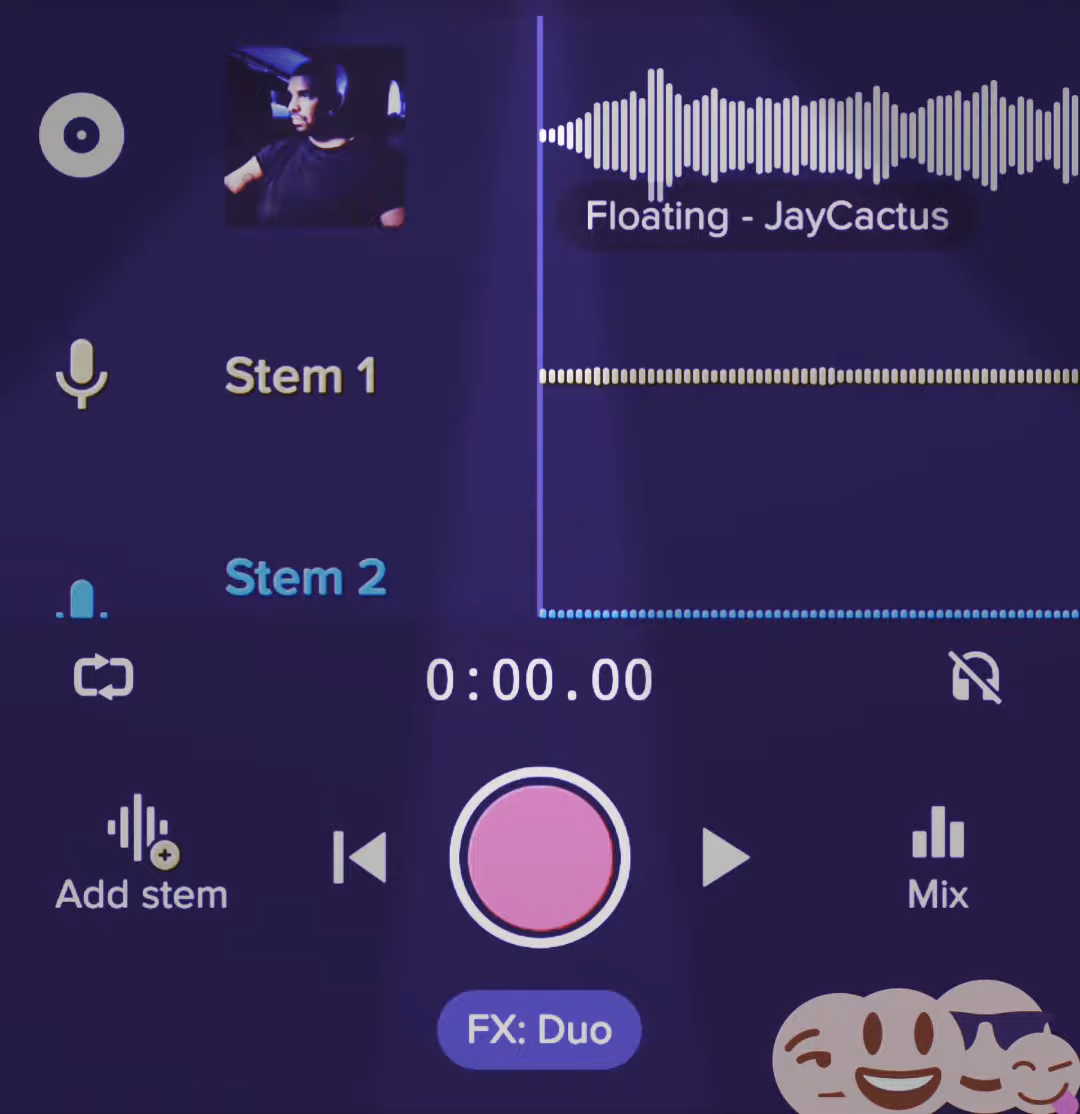 Floating - JayCactus
Stem 1
Stem 2
0:00.00
Add stem
Mix
FX: Duo